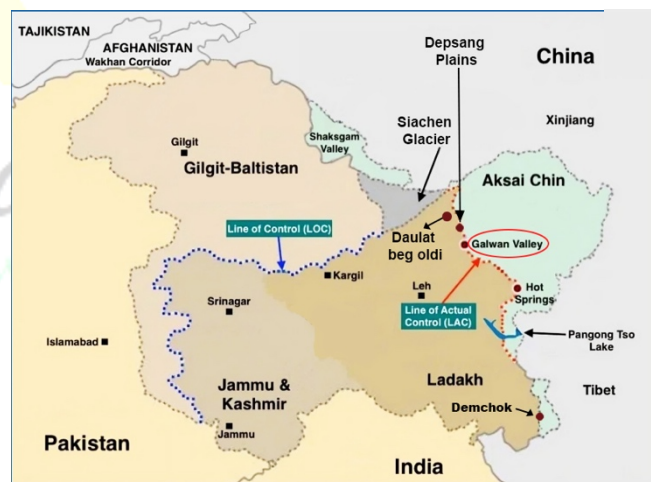 TAJIKISTAN
AFGHANISTAN
Wakhan Corridor
Depsang
Plains
China
Xinjiang
Siachen
Glacier
Shaksgam
Valley
Gilgit
Gilgit-Baltistan
Aksai Chin
Line of Control (LOC)
Daulat
beg oldi
Galwan Valley
Kargil
Leh
Hot
Springs
Srinagar
Line of Actual
Control (LAC)
Islamabad
Pangong Tso
Lake
Jammu &
Kashmir
Ladakh
Tibet
Demchok
Jammu
Pakistan
India